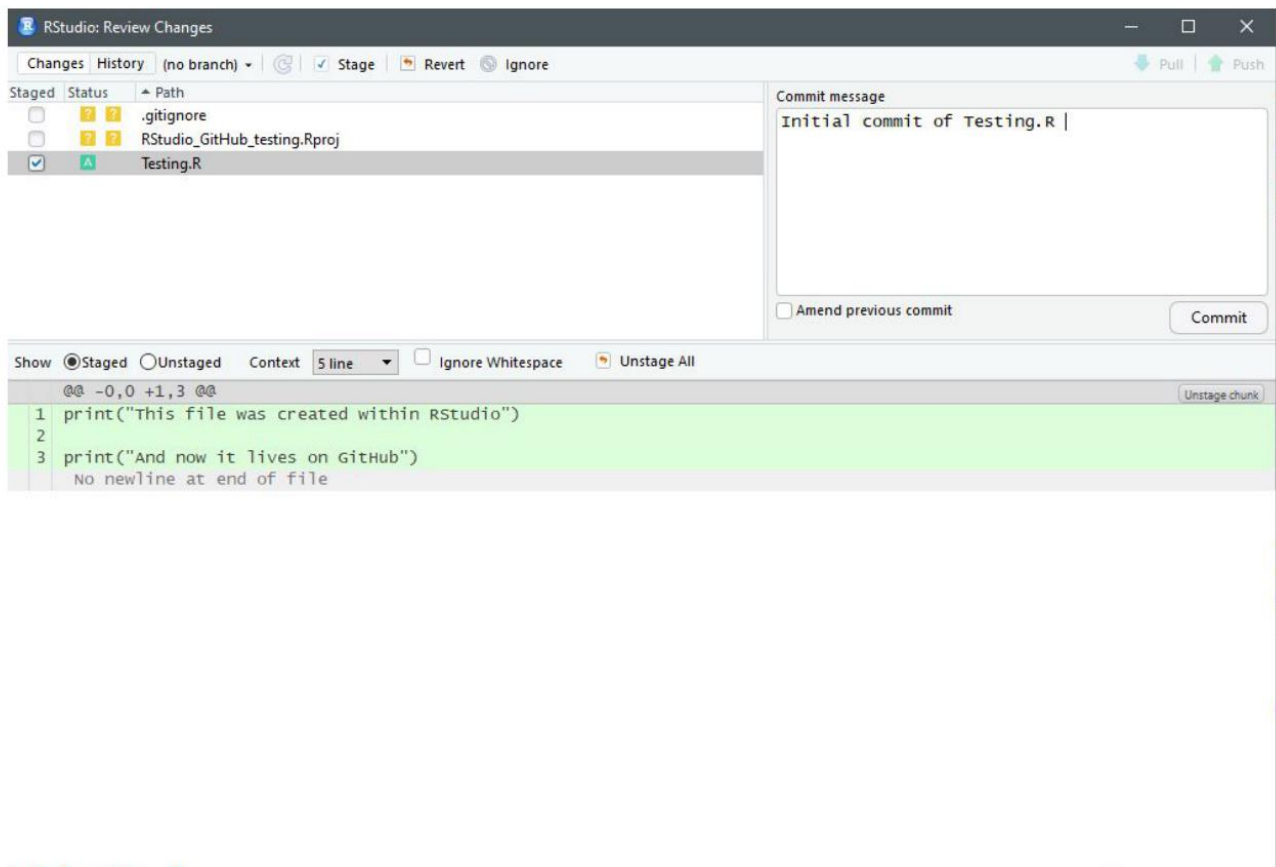 RStudio: Review Changes
Changes History (no branch) Stage Revert Ignore Pull Push
Staged Status Path
? ? .gitignore
? ? RStudio_GitHub_testing.Rproj
A Testing.R
Commit message
Initial commit of Testing.R
Amend previous commit
Commit
Show Staged Unstaged Context 5 line Ignore Whitespace Unstage All
@@ -0,0 +1,3 @@ Unstage chunk
1 print("This file was created within RStudio")
2
3 print("And now it lives on GitHub")
No newline at end of file